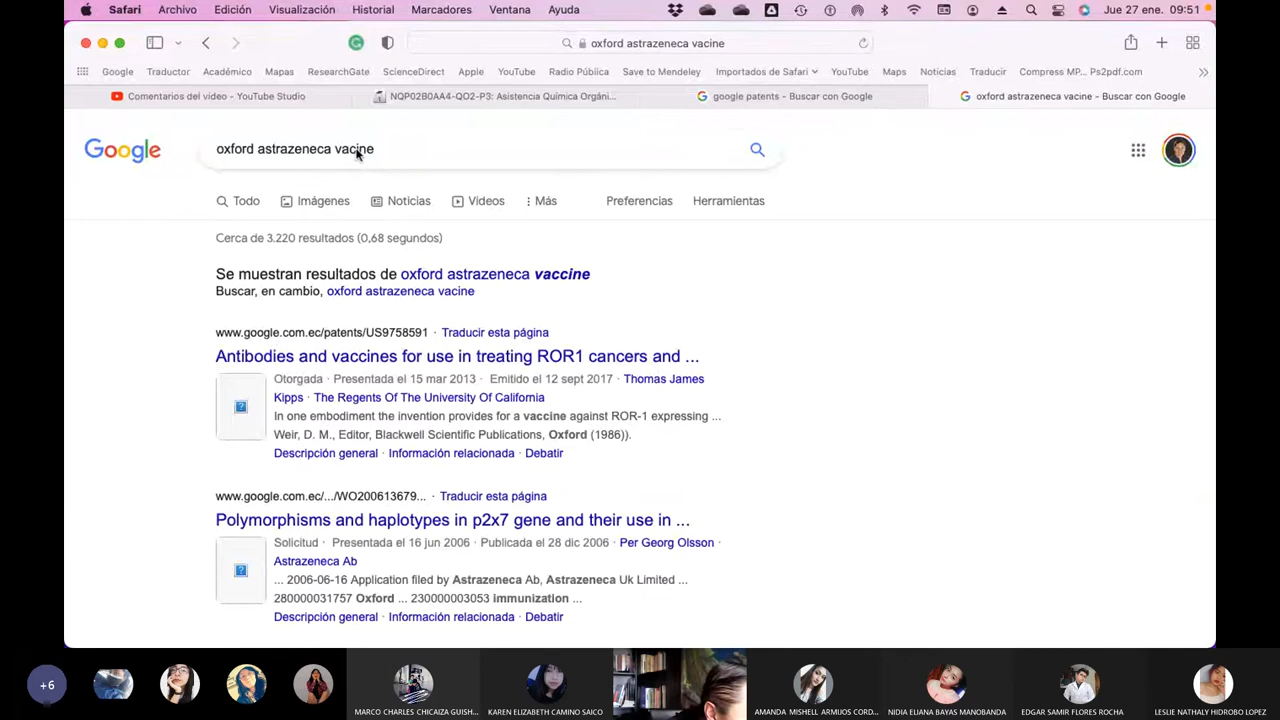 Safari Archivo Edición Visualización Historial Marcadores Ventana Ayuda Jue 27 ene. 09:51
oxford astrazeneca vacine
Google Traductor Académico Mapas ResearchGate ScienceDirect Apple YouTube Radio Pública Save to Mendeley Importados de Safari YouTube Maps Noticias Traducir Compress MP... Ps2pdf.com
Comentarios del vídeo - YouTube Studio NQP02B0AA4-QO2-P3: Asistencia Química Orgáni... google patents - Buscar con Google oxford astrazeneca vacine - Buscar con Google
Google oxford astrazeneca vacine
Todo Imágenes Noticias Vídeos Más Preferencias Herramientas
Cerca de 3.220 resultados (0,68 segundos)
Se muestran resultados de oxford astrazeneca vaccine
Buscar, en cambio, oxford astrazeneca vacine
www.google.com.ec/patents/US9758591 · Traducir esta página
Antibodies and vaccines for use in treating ROR1 cancers and ...
Otorgada · Presentada el 15 mar 2013 · Emitido el 12 sept 2017 · Thomas James
Kipps · The Regents Of The University Of California
In one embodiment the invention provides for a vaccine against ROR-1 expressing ...
Weir, D. M., Editor, Blackwell Scientific Publications, Oxford (1986)).
Descripción general · Información relacionada · Debatir
www.google.com.ec/.../WO200613679... · Traducir esta página
Polymorphisms and haplotypes in p2x7 gene and their use in ...
Solicitud · Presentada el 16 jun 2006 · Publicada el 28 dic 2006 · Per Georg Olsson ·
Astrazeneca Ab
... 2006-06-16 Application filed by Astrazeneca Ab, Astrazeneca Uk Limited ...
280000031757 Oxford ... 230000003053 immunization ...
Descripción general · Información relacionada · Debatir
+6
MARCO CHARLES CHICAIZA GUISH... KAREN ELIZABETH CAMINO SAICO AMANDA MISHELL ARMIJOS CORD... NIDIA ELIANA BAYAS MANOBANDA EDGAR SAMIR FLORES ROCHA LESLIE NATHALY HIDROBO LOPEZ